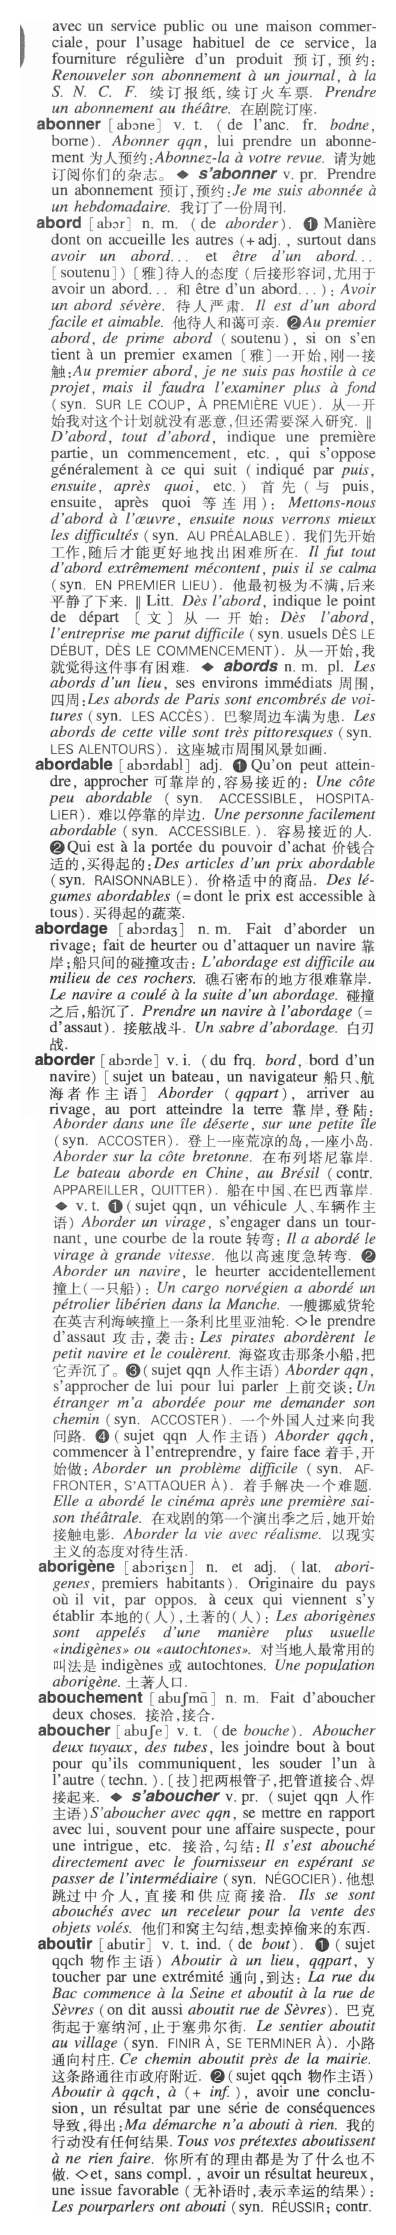 avec un service public ou une maison commer-
ciale, pour l'usage habituel de ce service, la
fourniture régulière d'un produit 预订,预约:
Renouveler son abonnement à un journal, à la
S. N. C. F. 续订报纸,续订火车票. Prendre
un abonnement au théâtre. 在剧院订座.
abonner [abɔne] v. t. ( de l'anc. fr. bodne,
borne). Abonner qqn, lui prendre un abonne-
ment 为人预约:Abonnez-la à votre revue. 请为她
订阅你们的杂志。 ◆ s'abonner v. pr. Prendre
un abonnement 预订,预约:Je me suis abonnée à
un hebdomadaire. 我订了一份周刊.
abord [abɔr] n. m. ( de aborder). ❶ Manière
dont on accueille les autres (+ adj. , surtout dans
avoir un abord... et être d'un abord...
[soutenu]) [雅]待人的态度 (后接形容词,尤用于
avoir un abord... 和 être d'un abord...): Avoir
un abord sévère. 待人严肃. Il est d'un abord
facile et aimable. 他待人和蔼可亲. ❷Au premier
abord, de prime abord ( soutenu), si on s'en
tient à un premier examen [雅]一开始,刚一接
触:Au premier abord, je ne suis pas hostile à ce
projet, mais il faudra l'examiner plus à fond
(syn. SUR LE COUP, À PREMIÈRE VUE). 从一开
始我对这个计划就没有恶意,但还需要深入研究. ‖
D'abord, tout d'abord, indique une première
partie, un commencement, etc. , qui s'oppose
généralement à ce qui suit ( indiqué par puis,
ensuite, après quoi, etc. ) 首先(与 puis,
ensuite, après quoi 等连用): Mettons-nous
d'abord à l'œuvre, ensuite nous verrons mieux
les difficultés (syn. AU PRÉALABLE). 我们先开始
工作,随后才能更好地找出困难所在. Il fut tout
d'abord extrêmement mécontent, puis il se calma
(syn. EN PREMIER LIEU). 他最初极为不满,后来
平静了下来. ‖ Litt. Dès l'abord, indique le point
de départ [文]从一开始: Dès l'abord,
l'entreprise me parut difficile (syn. usuels DÈS LE
DÉBUT, DÈS LE COMMENCEMENT). 从一开始,我
就觉得这件事有困难. ◆ abords n. m. pl. Les
abords d'un lieu, ses environs immédiats 周围,
四周:Les abords de Paris sont encombrés de voi-
tures (syn. LES ACCÈS). 巴黎周边车满为患. Les
abords de cette ville sont très pittoresques (syn.
LES ALENTOURS). 这座城市周围风景如画.
abordable [abɔrdabl] adj. ❶ Qu'on peut attein-
dre, approcher 可靠岸的,容易接近的: Une côte
peu abordable ( syn. ACCESSIBLE, HOSPITA-
LIER). 难以停靠的岸边. Une personne facilement
abordable (syn. ACCESSIBLE. ). 容易接近的人.
❷Qui est à la portée du pouvoir d'achat 价钱合
适的,买得起的:Des articles d'un prix abordable
(syn. RAISONNABLE). 价格适中的商品. Des lé-
gumes abordables (= dont le prix est accessible à
tous). 买得起的蔬菜.
abordage [abɔrdaʒ] n. m. Fait d'aborder un
rivage; fait de heurter ou d'attaquer un navire 靠
岸;船只间的碰撞攻击: L'abordage est difficile au
milieu de ces rochers. 礁石密布的地方很难靠岸.
Le navire a coulé à la suite d'un abordage. 碰撞
之后,船沉了. Prendre un navire à l'abordage (=
d'assaut). 接舷战斗. Un sabre d'abordage. 白刃
战.
aborder [abɔrde] v. i. (du frq. bord, bord d'un
navire) [sujet un bateau, un navigateur 船只、航
海者作主语] Aborder (qqpart), arriver au
rivage, au port atteindre la terre 靠岸,登陆:
Aborder dans une île déserte, sur une petite île
(syn. ACCOSTER). 登上一座荒凉的岛,一座小岛.
Aborder sur la côte bretonne. 在布列塔尼靠岸.
Le bateau aborde en Chine, au Brésil (contr.
APPAREILLER, QUITTER). 船在中国、在巴西靠岸.
◆ v. t. ❶(sujet qqn, un véhicule 人、车辆作主
语) Aborder un virage, s'engager dans un tour-
nant, une courbe de la route 转弯: Il a abordé le
virage à grande vitesse. 他以高速度急转弯. ❷
Aborder un navire, le heurter accidentellement
撞上(一只船): Un cargo norvégien a abordé un
pétrolier libérien dans la Manche. 一艘挪威货轮
在英吉利海峡撞上一条利比里亚油轮. ◇le prendre
d'assaut 攻击,袭击: Les pirates abordèrent le
petit navire et le coulèrent. 海盗攻击那条小船,把
它弄沉了。 ❸(sujet qqn 人作主语) Aborder qqn,
s'approcher de lui pour lui parler 上前交谈:Un
étranger m'a abordée pour me demander son
chemin (syn. ACCOSTER). 一个外国人过来向我
问路. ❹ (sujet qqn 人作主语) Aborder qqch,
commencer à l'entreprendre, y faire face 着手,开
始做:Aborder un problème difficile ( syn. AF-
FRONTER, S'ATTAQUER À). 着手解决一个难题.
Elle a abordé le cinéma après une première sai-
son théâtrale. 在戏剧的第一个演出季之后,她开始
接触电影. Aborder la vie avec réalisme. 以现实
主义的态度对待生活.
aborigène [abɔriʒɛn] n. et adj. ( lat. abori-
genes, premiers habitants). Originaire du pays
où il vit, par oppos. à ceux qui viennent s'y
établir 本地的(人),土著的(人): Les aborigènes
sont appelés d'une manière plus usuelle
«indigènes» ou «autochtones». 对当地人最常用的
叫法是 indigènes 或 autochtones. Une population
aborigène. 土著人口.
abouchement [abuʃmɑ̃] n. m. Fait d'aboucher
deux choses. 接洽,接合.
aboucher [abuʃe] v. t. (de bouche). Aboucher
deux tuyaux, des tubes, les joindre bout à bout
pour qu'ils communiquent, les souder l'un à
l'autre (techn. ). [技]把两根管子,把管道接合、焊
接起来. ◆ s'aboucher v. pr. (sujet qqn 人作
主语)S'aboucher avec qqn, se mettre en rapport
avec lui, souvent pour une affaire suspecte, pour
une intrigue, etc. 接洽,勾结:Il s'est abouché
directement avec le fournisseur en espérant se
passer de l'intermédiaire (syn. NÉGOCIER). 他想
跳过中介人,直接和供应商接洽. Ils se sont
abouchés avec un receleur pour la vente des
objets volés. 他们和窝主勾结,想卖掉偷来的东西.
aboutir [abutir] v. t. ind. (de bout). ❶ (sujet
qqch 物作主语) Aboutir à un lieu, qqpart, y
toucher par une extrémité 通向,到达: La rue du
Bac commence à la Seine et aboutit à la rue de
Sèvres (on dit aussi aboutit rue de Sèvres). 巴克
街起于塞纳河,止于塞弗尔街. Le sentier aboutit
au village (syn. FINIR À, SE TERMINER À). 小路
通向村庄. Ce chemin aboutit près de la mairie.
这条路通往市政府附近. ❷(sujet qqch 物作主语)
Aboutir à qqch, à (+ inf. ), avoir une conclu-
sion, un résultat par une série de conséquences
导致,得出:Ma démarche n'a abouti à rien. 我的
行动没有任何结果. Tous vos prétextes aboutissent
à ne rien faire. 你所有的理由都是为了什么也不
做. ◇et, sans compl. , avoir un résultat heureux,
une issue favorable (无补语时,表示幸运的结果):
Les pourparlers ont abouti (syn. RÉUSSIR; contr.